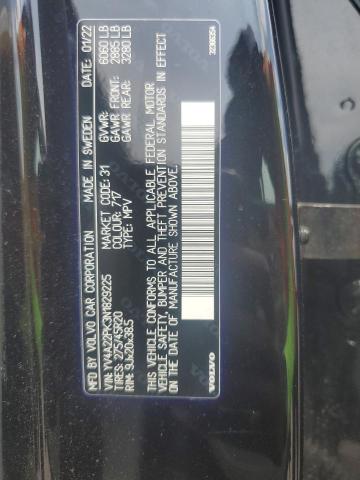 MFD. BY VOLVO CAR CORPORATION MADE IN SWEDEN DATE: 01/22
VIN: YV4A22PK3N1829225 MARKET CODE: 31 GVWR: 6060 LB
TIRES: 275/45R20 COLOUR: 717 GAWR FRONT: 2885 LB
RIM: 9Jx20x38.5 TYPE: MPV GAWR REAR: 3280 LB
THIS VEHICLE CONFORMS TO ALL APPLICABLE FEDERAL MOTOR
VEHICLE SAFETY, BUMPER AND THEFT PREVENTION STANDARDS
IN EFFECT ON THE DATE OF MANUFACTURE SHOWN ABOVE.
VOLVO